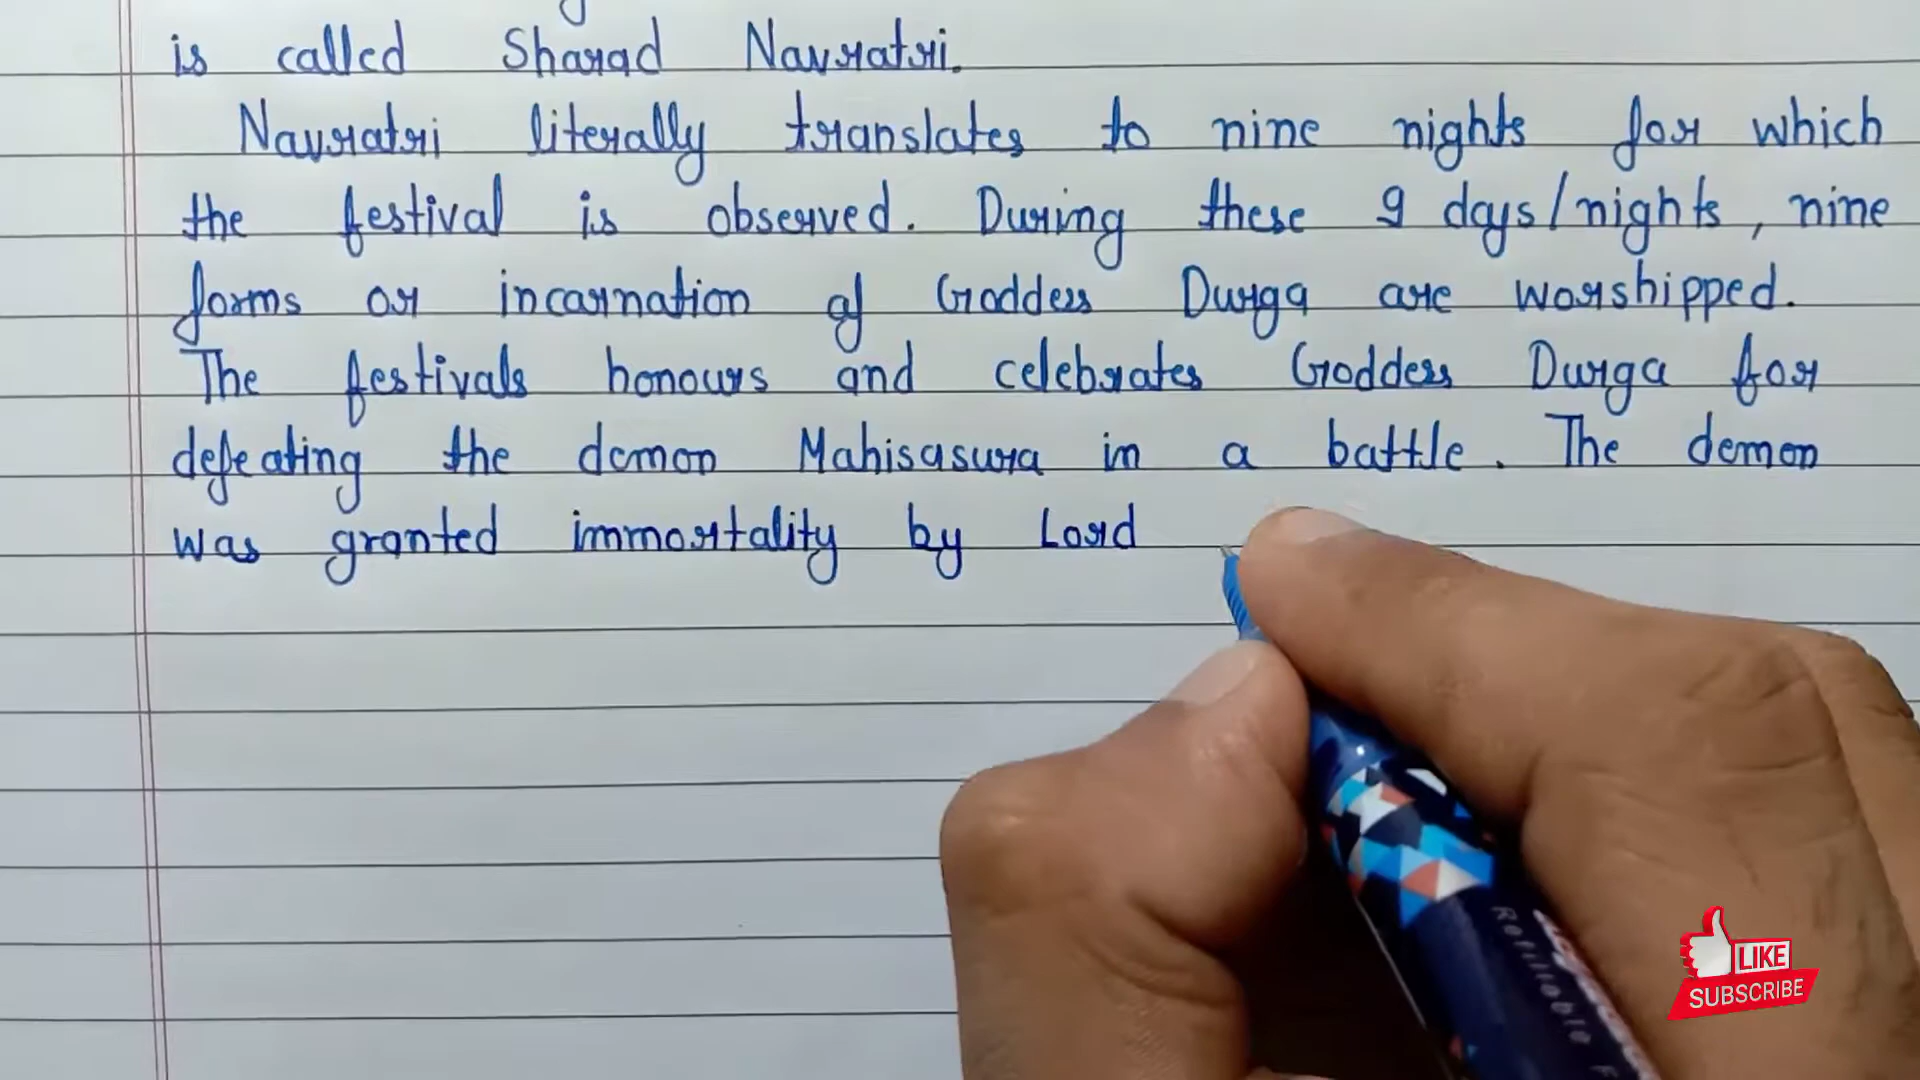 is called Sharad Navratri.
Navratri literally translates to nine nights for which
the festival is observed. During these 9 days/nights, nine
forms or incarnation of Goddess Durga are worshipped.
The festivals honours and celebrates Goddess Durga for
defeating the demon Mahisasura in a battle. The demon
was granted immortality by Lord
Refillable
LIKE
SUBSCRIBE